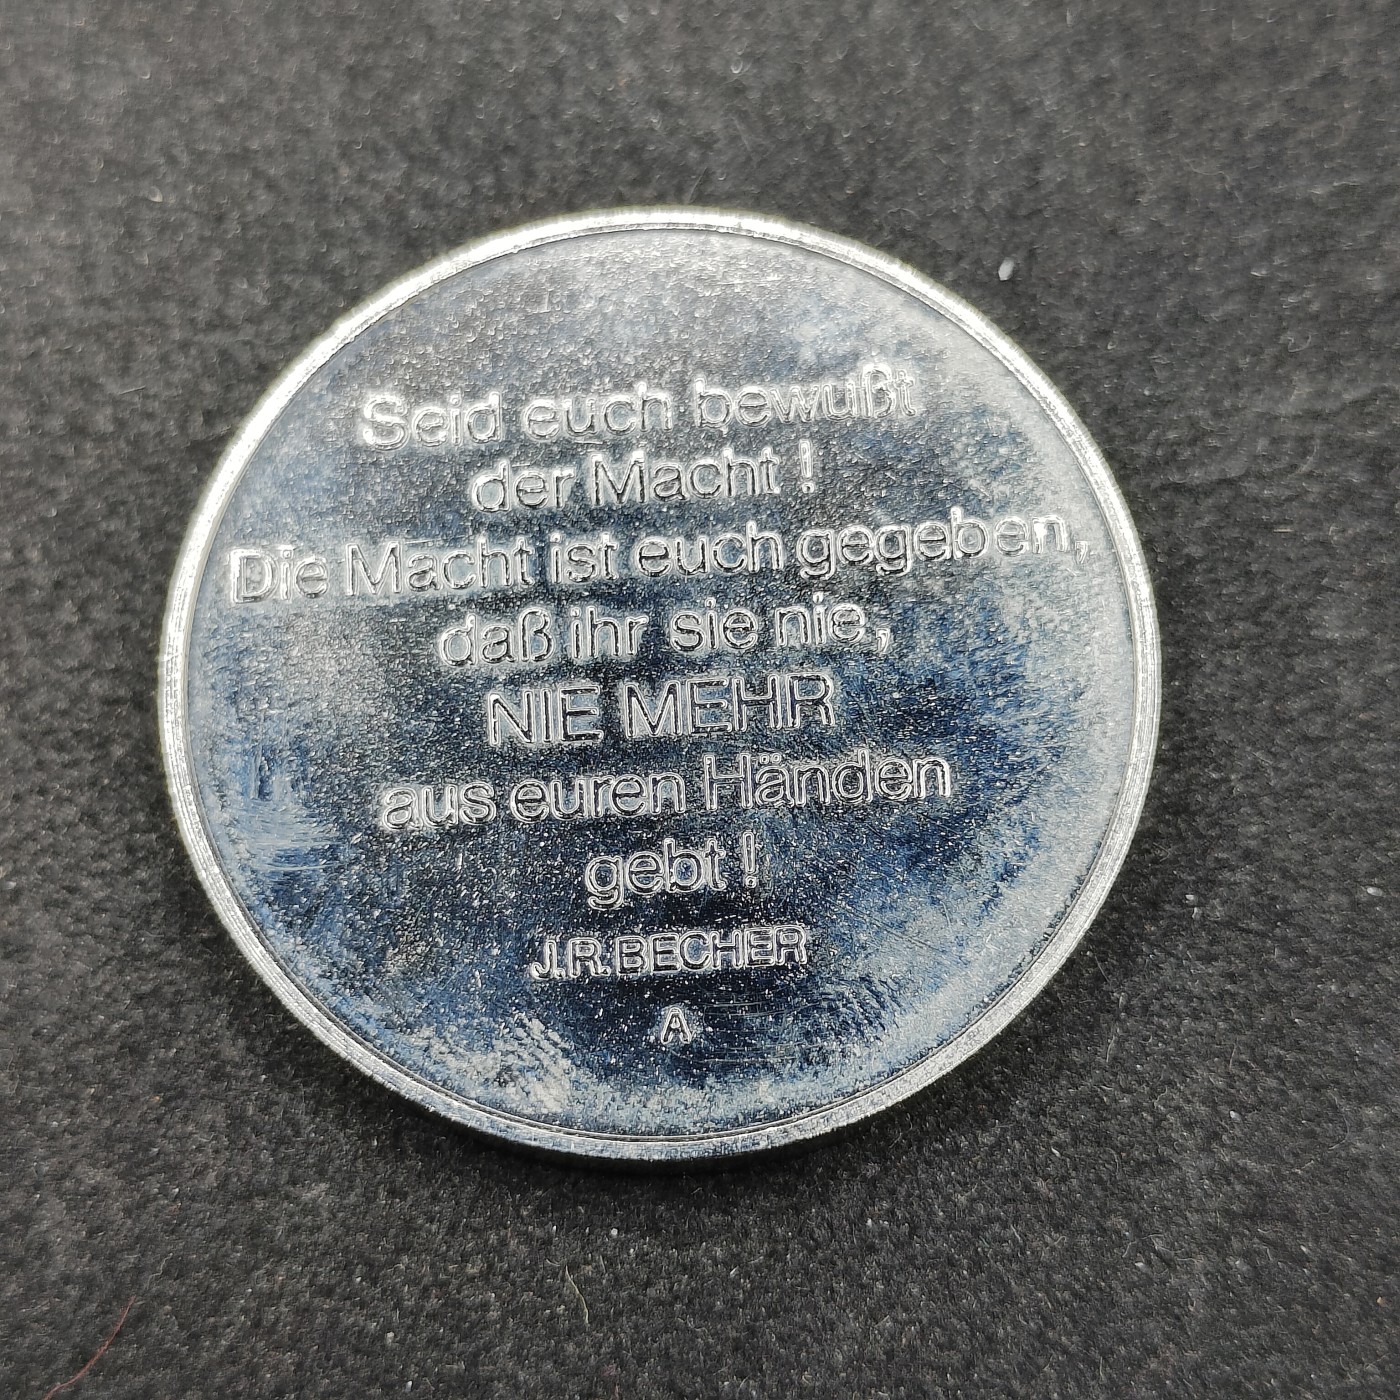 Seid euch bewußt
der Macht !
Die Macht ist euch gegeben,
daß ihr sie nie,
NIE MEHR
aus euren Händen
gebt !
J.R.BECHER
A